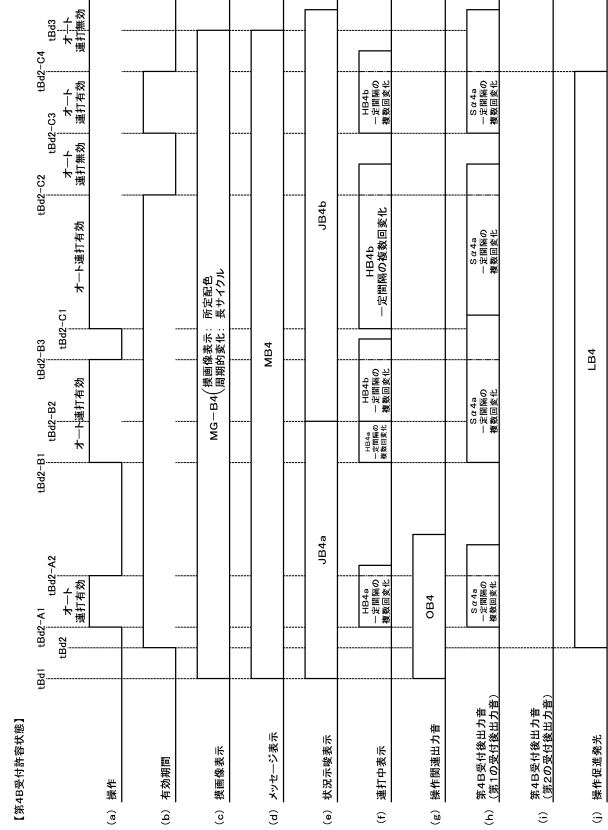 【第4B受付許容状態】
tBd1
tBd2
tBd2-A1
tBd2-A2
tBd2-B1
tBd2-B2
tBd2-B3
tBd2-C1
tBd2-C2
tBd2-C3
tBd2-C4
tBd3
オート
連打有効
オート連打有効
オート連打有効
オート
連打無効
オート
連打有効
オート
連打無効
(a) 操作
(b) 有効期間
(c) 摸画像表示
MG-B4(摸画像表示: 所定配色
周期的変化: 長サイクル)
(d) メッセージ表示
MB4
(e) 状況示唆表示
JB4a
JB4b
(f) 連打中表示
HB4a
一定間隔の
複数回変化
HB4a
一定間隔の
複数回変化
HB4b
一定間隔の
複数回変化
HB4b
一定間隔の複数回変化
HB4b
一定間隔の
複数回変化
(g) 操作関連出力音
OB4
(h) 第4B受付後出力音
(第1の受付後出力音)
Sα4a
一定間隔の
複数回変化
Sα4a
一定間隔の
複数回変化
Sα4a
一定間隔の
複数回変化
Sα4a
一定間隔の
複数回変化
(i) 第4B受付後出力音
(第2の受付後出力音)
(j) 操作促進発光
LB4